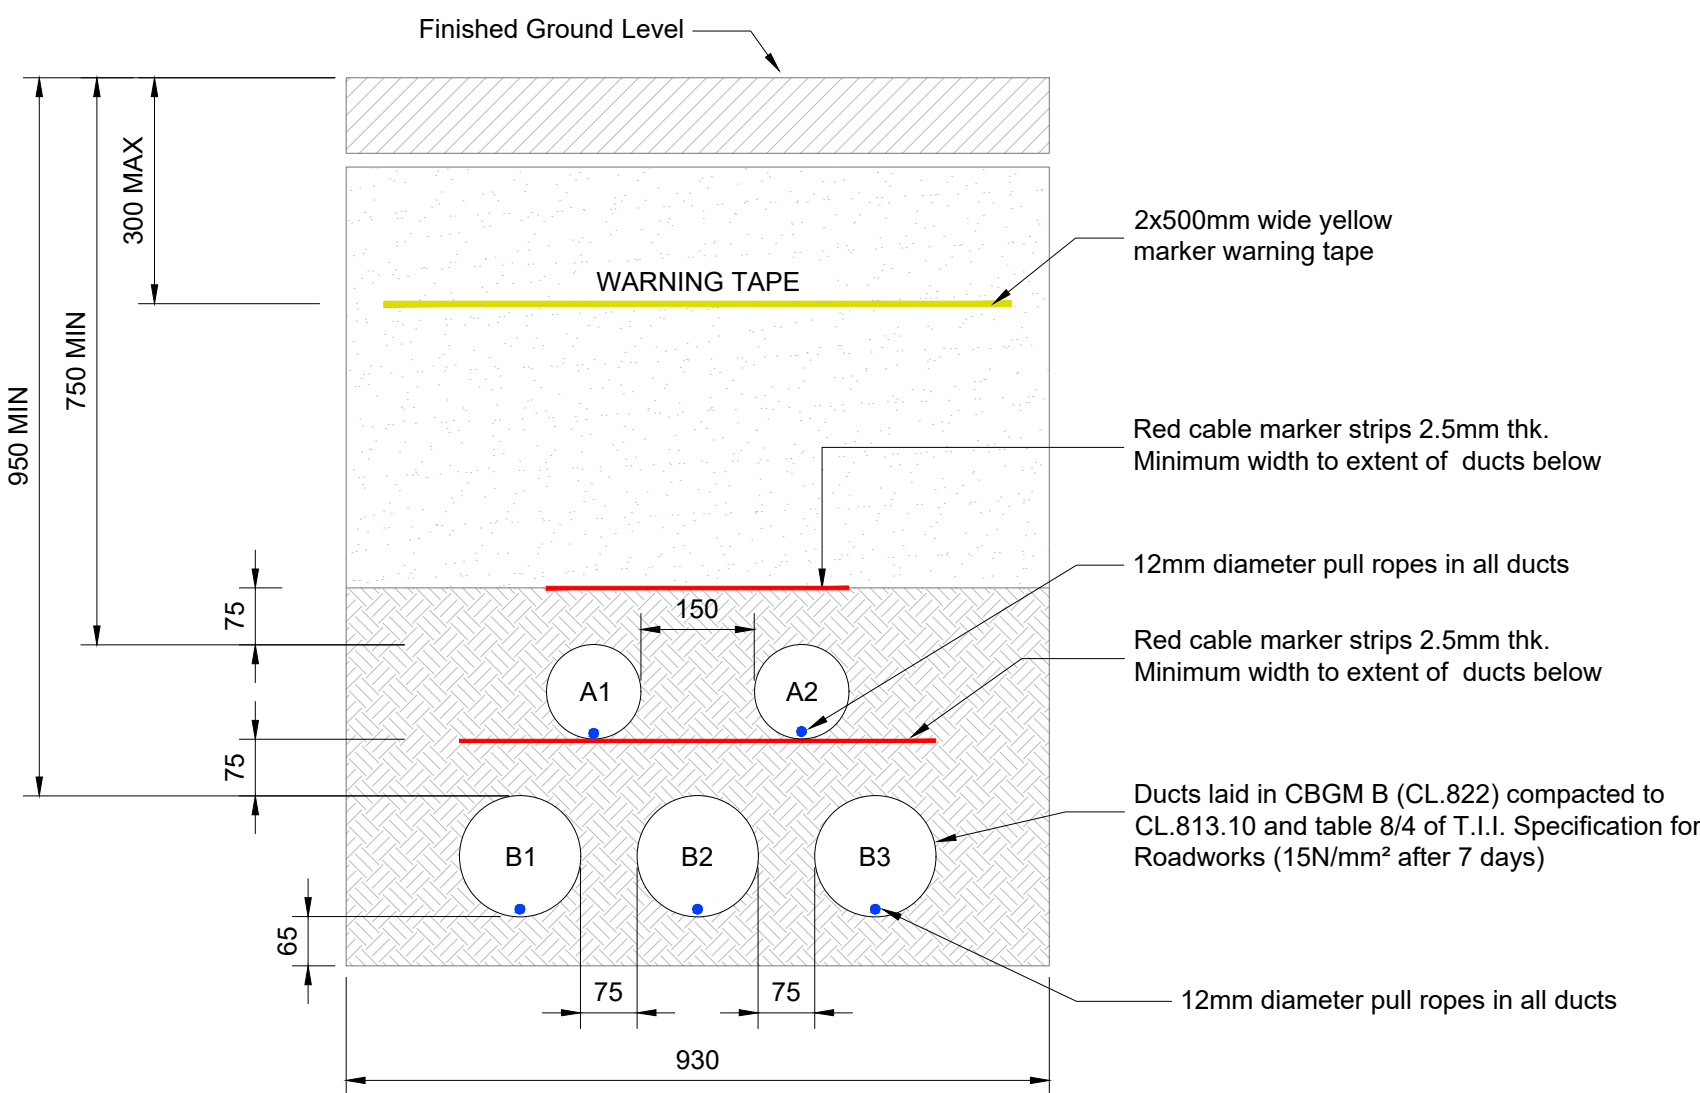 Finished Ground Level
300 MAX
750 MIN
950 MIN
WARNING TAPE
2x500mm wide yellow
marker warning tape
Red cable marker strips 2.5mm thk.
Minimum width to extent of ducts below
12mm diameter pull ropes in all ducts
75
150
Red cable marker strips 2.5mm thk.
Minimum width to extent of ducts below
A1
A2
75
Ducts laid in CBGM B (CL.822) compacted to
CL.813.10 and table 8/4 of T.I.I. Specification for
Roadworks (15N/mm² after 7 days)
B1
B2
B3
65
75
75
12mm diameter pull ropes in all ducts
930